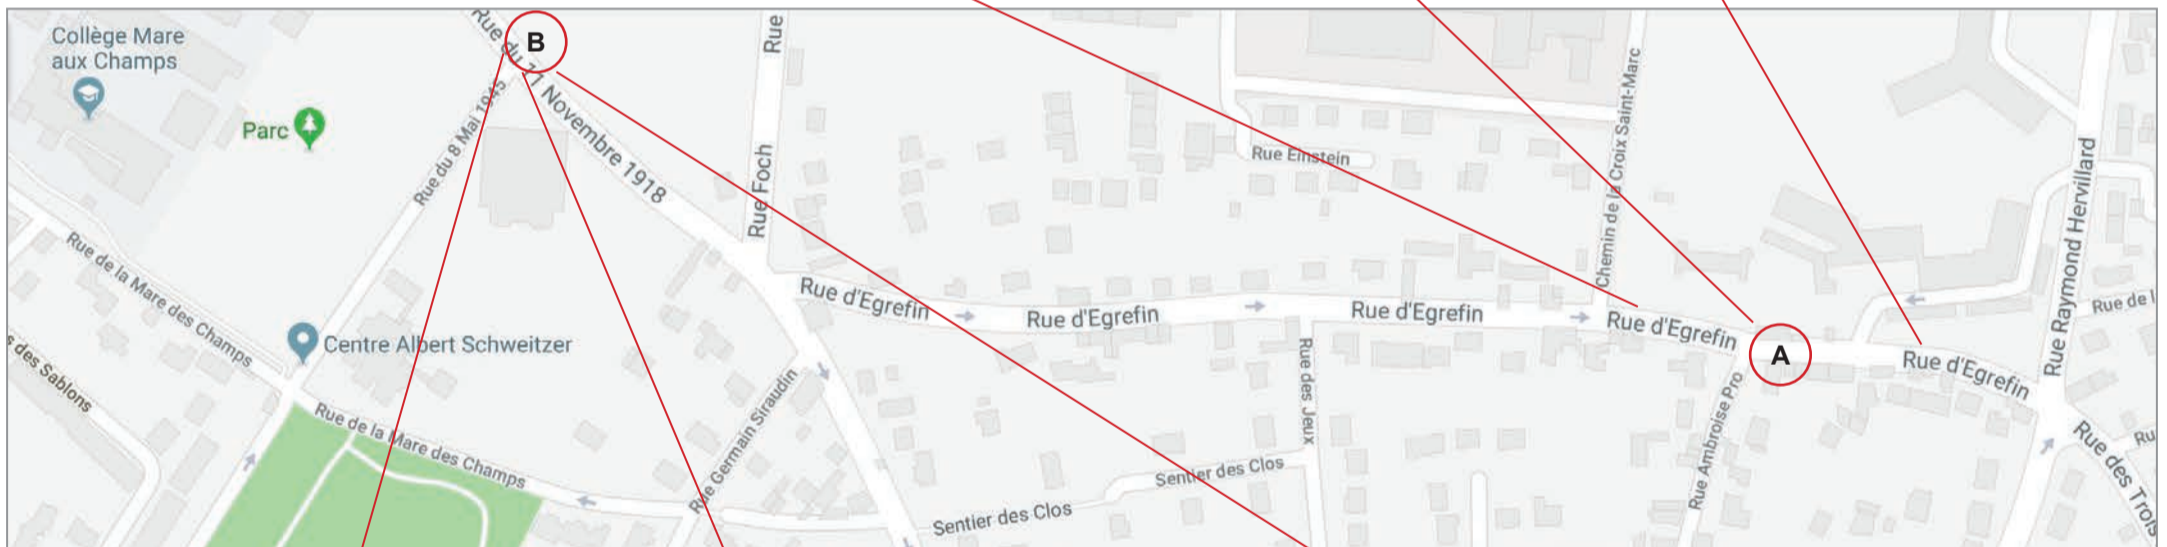 Collège Mare
aux Champs
Parc
Rue du 11 Novembre 1918
B
Rue du 8 Mai 1945
Rue
Rue Foch
Rue Einstein
Chemin de la Croix Saint-Marc
Rue Raymond Hervillard
Rue de la Mare des Champs
Centre Albert Schweitzer
s des Sablons
Rue de la Mare des Champs
Rue Germain Siraudin
Rue d'Egrefin
Rue d'Egrefin
Rue d'Egrefin
Rue d'Egrefin
A
Rue d'Egrefin
Rue de l
Rue des Jeux
Rue Ambroise Pro
Sentier des Clos
Sentier des Clos
Ru
Rue des Trois